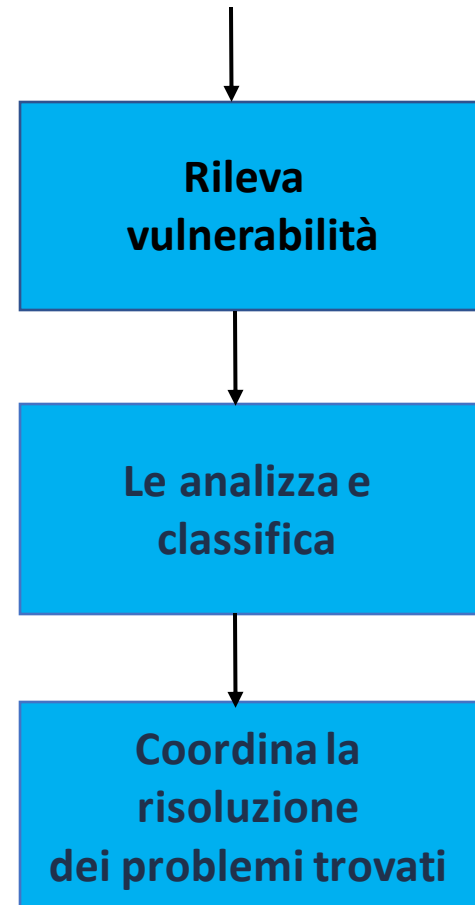 Rileva
vulnerabilità
Le analizza e
classifica
Coordina la
risoluzione
dei problemi trovati